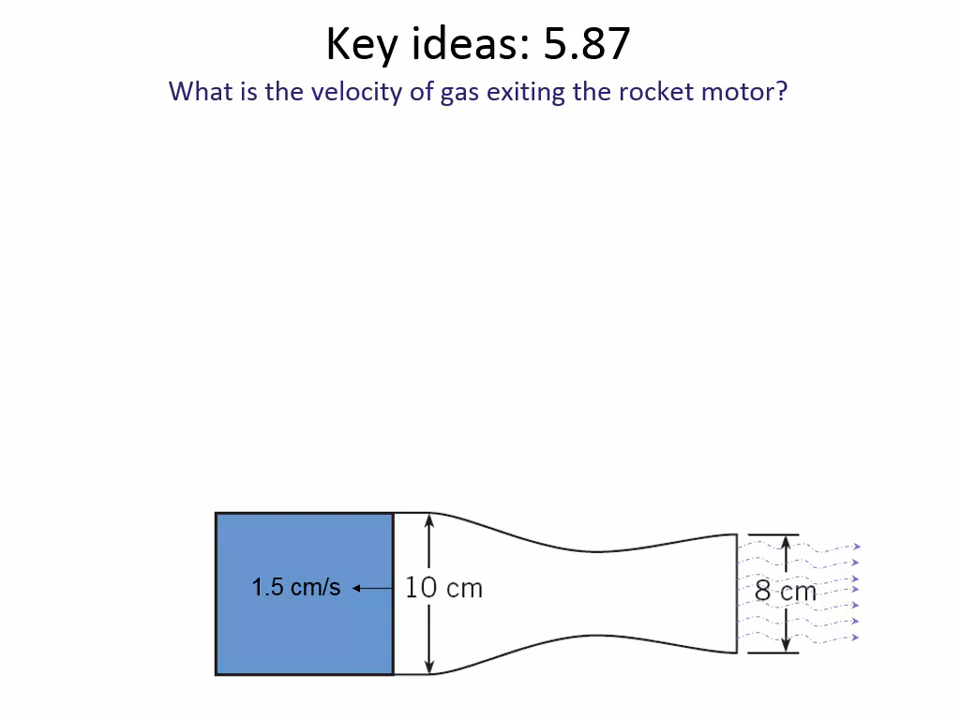 Key ideas: 5.87
What is the velocity of gas exiting the rocket motor?
1.5 cm/s
10 cm
8 cm